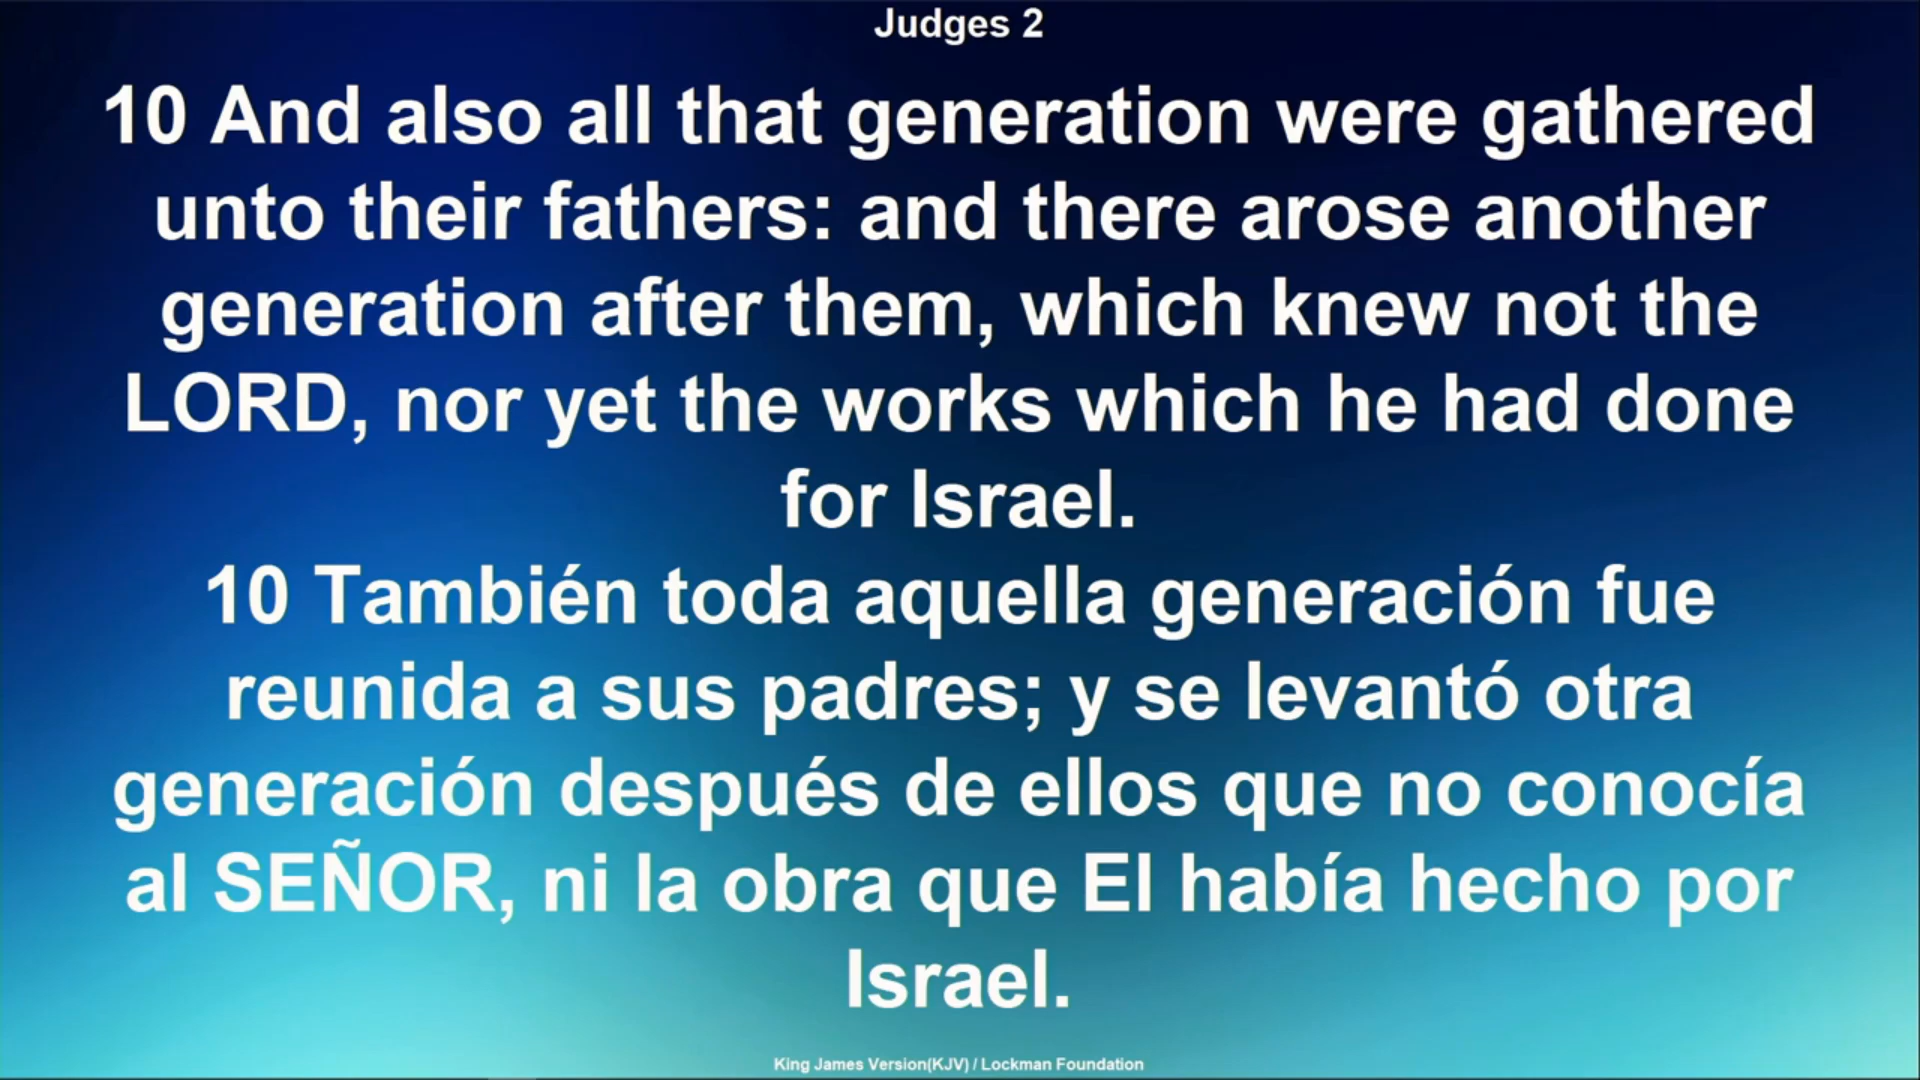 Judges 2
10 And also all that generation were gathered
unto their fathers: and there arose another
generation after them, which knew not the
LORD, nor yet the works which he had done
for Israel.
10 También toda aquella generación fue
reunida a sus padres; y se levantó otra
generación después de ellos que no conocía
al SEÑOR, ni la obra que El había hecho por
Israel.
King James Version(KJV) / Lockman Foundation